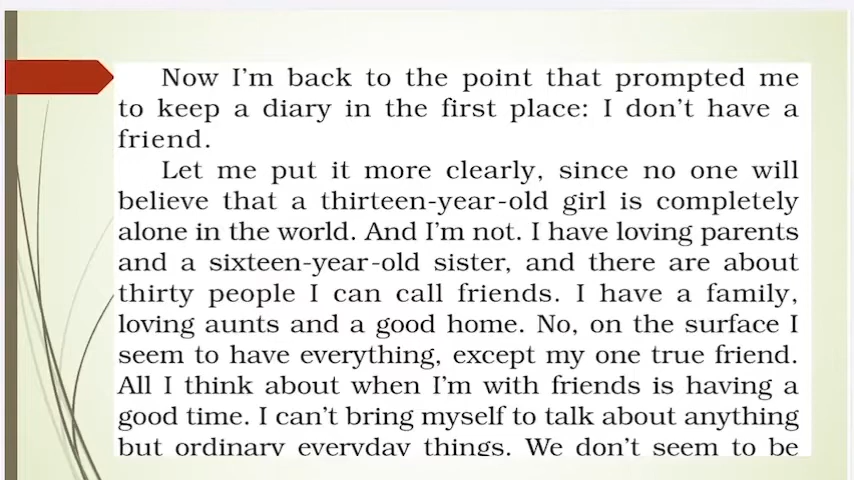 Now I'm back to the point that prompted me
to keep a diary in the first place: I don't have a
friend.
Let me put it more clearly, since no one will
believe that a thirteen-year-old girl is completely
alone in the world. And I'm not. I have loving parents
and a sixteen-year-old sister, and there are about
thirty people I can call friends. I have a family,
loving aunts and a good home. No, on the surface I
seem to have everything, except my one true friend.
All I think about when I'm with friends is having a
good time. I can't bring myself to talk about anything
but ordinary everyday things. We don't seem to be